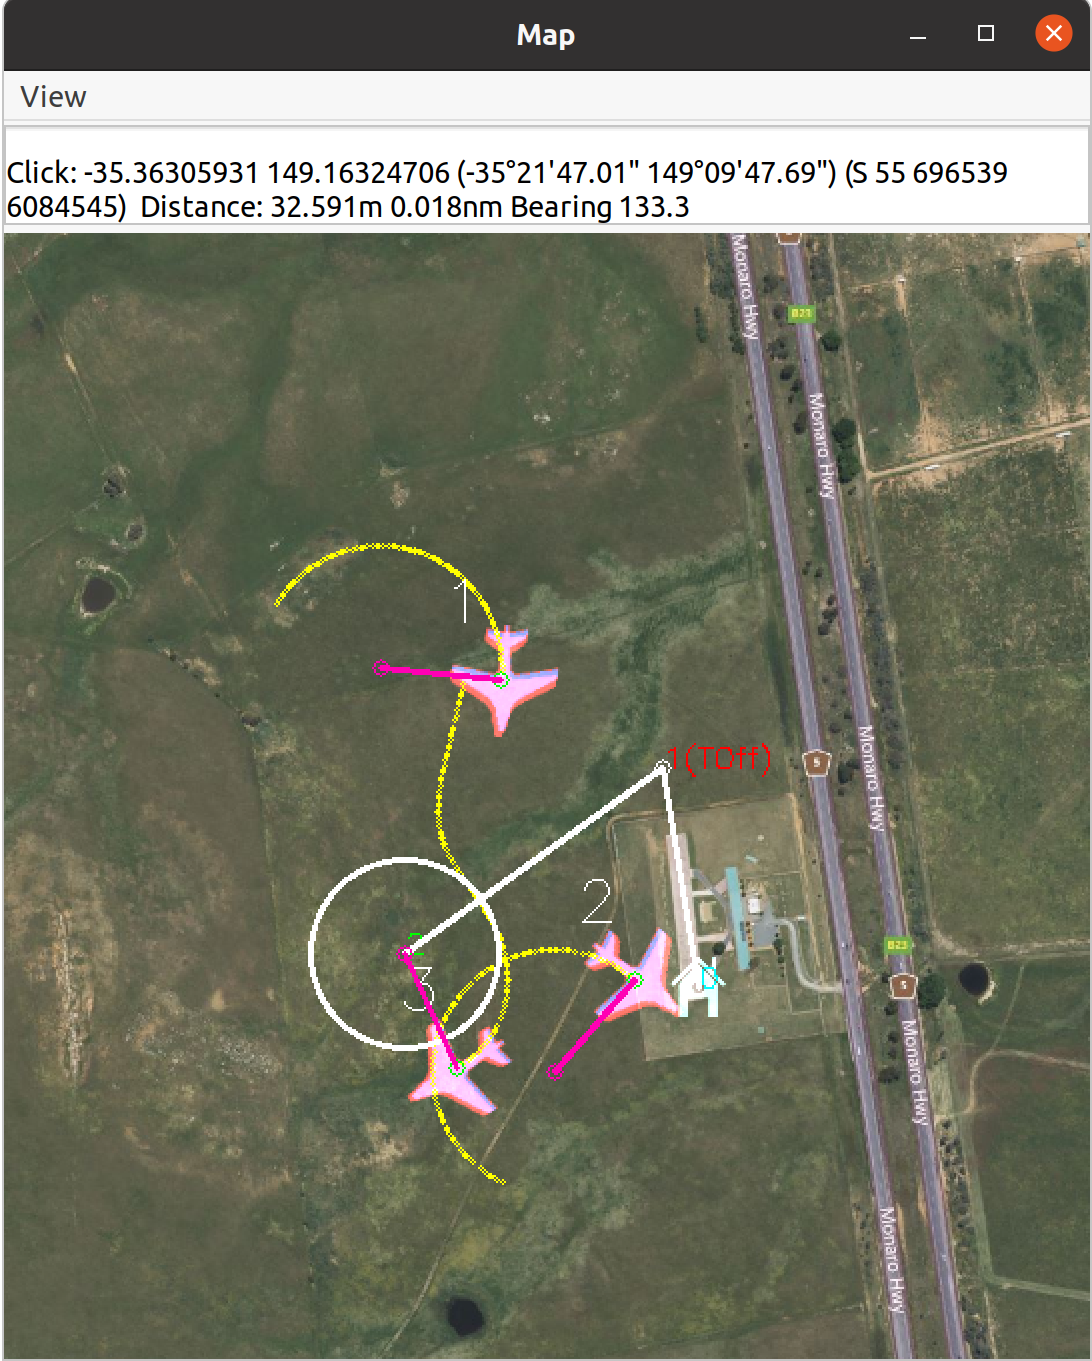 Map
View
Click: -35.36305931 149.16324706 (-35°21'47.01" 149°09'47.69") (S 55 696539
6084545)  Distance: 32.591m 0.018nm Bearing 133.3
Monaro Hwy
B23
Monaro Hwy
1
1(TOff)
5
Monaro Hwy
2
2
3
H
B23
5
Monaro Hwy
Monaro Hwy